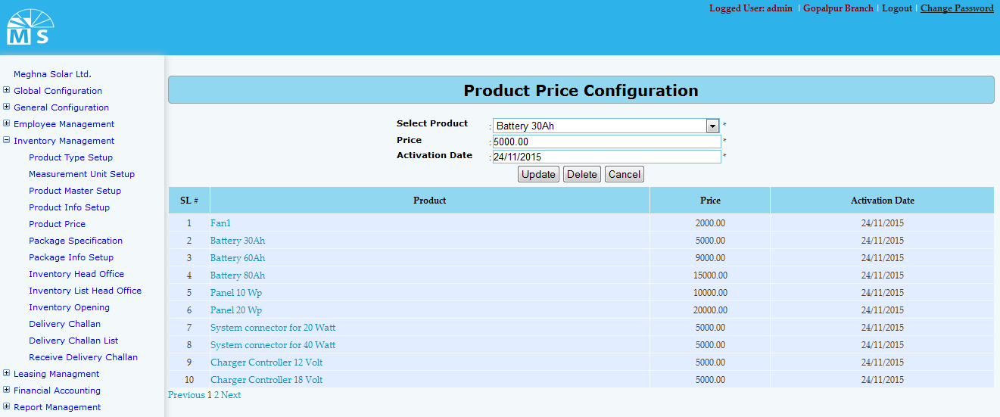 Logged User: admin | Gopalpur Branch | Logout | Change Password
M S
Meghna Solar Ltd.
Global Configuration
General Configuration
Employee Management
Inventory Management
Product Type Setup
Measurement Unit Setup
Product Master Setup
Product Info Setup
Product Price
Package Specification
Package Info Setup
Inventory Head Office
Inventory List Head Office
Inventory Opening
Delivery Challan
Delivery Challan List
Receive Delivery Challan
Leasing Managment
Financial Accounting
Report Management
Product Price Configuration
Select Product : Battery 30Ah *
Price : 5000.00 *
Activation Date : 24/11/2015 *
Update Delete Cancel
SL # Product Price Activation Date
1 Fan1 2000.00 24/11/2015
2 Battery 30Ah 5000.00 24/11/2015
3 Battery 60Ah 9000.00 24/11/2015
4 Battery 80Ah 15000.00 24/11/2015
5 Panel 10 Wp 10000.00 24/11/2015
6 Panel 20 Wp 20000.00 24/11/2015
7 System connector for 20 Watt 5000.00 24/11/2015
8 System connector for 40 Watt 5000.00 24/11/2015
9 Charger Controller 12 Volt 5000.00 24/11/2015
10 Charger Controller 18 Volt 5000.00 24/11/2015
Previous 1 2 Next